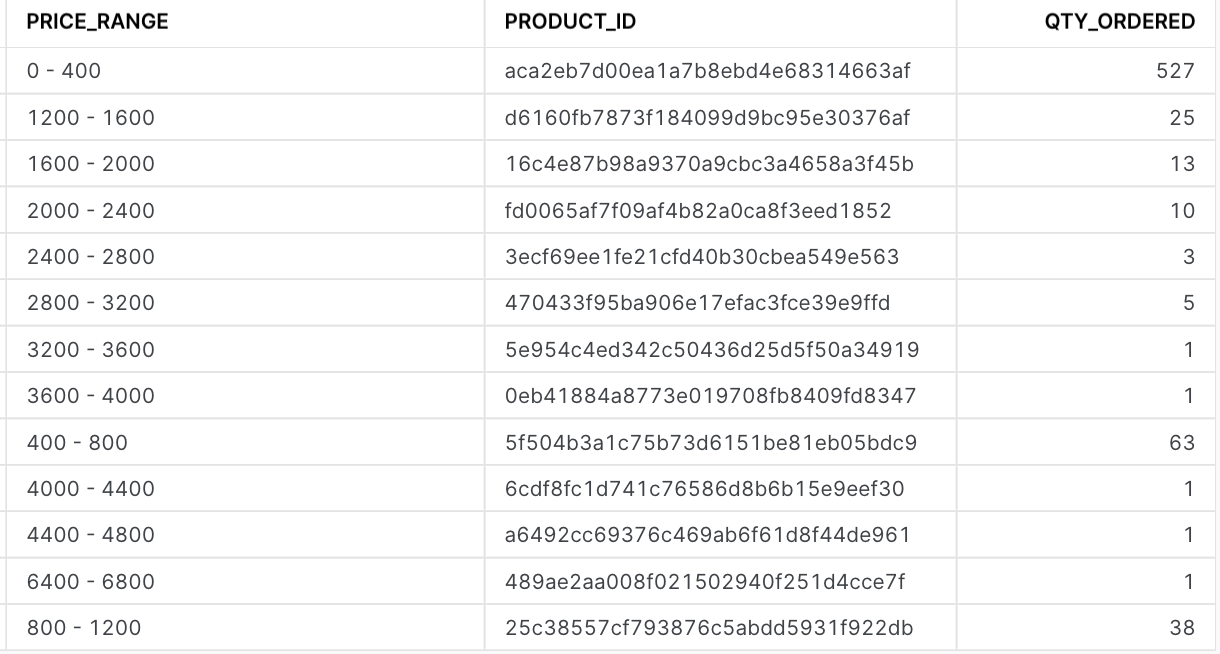 PRICE_RANGE PRODUCT_ID QTY_ORDERED
0 - 400 aca2eb7d00ea1a7b8ebd4e68314663af 527
1200 - 1600 d6160fb7873f184099d9bc95e30376af 25
1600 - 2000 16c4e87b98a9370a9cbc3a4658a3f45b 13
2000 - 2400 fd0065af7f09af4b82a0ca8f3eed1852 10
2400 - 2800 3ecf69ee1fe21cfd40b30cbea549e563 3
2800 - 3200 470433f95ba906e17efac3fce39e9ffd 5
3200 - 3600 5e954c4ed342c50436d25d5f50a34919 1
3600 - 4000 0eb41884a8773e019708fb8409fd8347 1
400 - 800 5f504b3a1c75b73d6151be81eb05bdc9 63
4000 - 4400 6cdf8fc1d741c76586d8b6b15e9eef30 1
4400 - 4800 a6492cc69376c469ab6f61d8f44de961 1
6400 - 6800 489ae2aa008f021502940f251d4cce7f 1
800 - 1200 25c38557cf793876c5abdd5931f922db 38